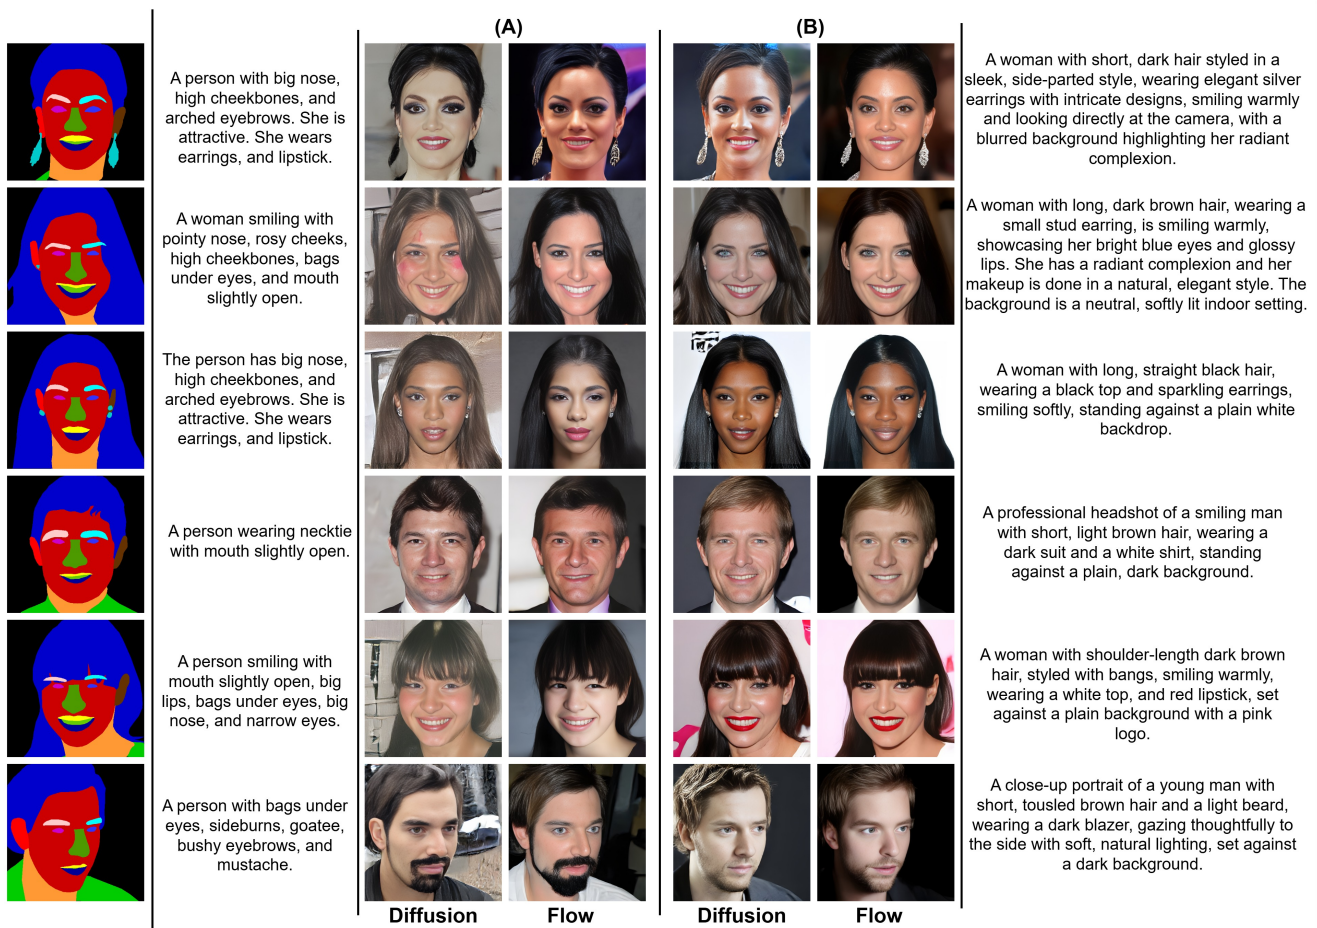 (A)
(B)
A person with big nose,
high cheekbones, and
arched eyebrows. She is
attractive. She wears
earrings, and lipstick.
A woman with short, dark hair styled in a
sleek, side-parted style, wearing elegant silver
earrings with intricate designs, smiling warmly
and looking directly at the camera, with a
blurred background highlighting her radiant
complexion.
A woman smiling with
pointy nose, rosy cheeks,
high cheekbones, bags
under eyes, and mouth
slightly open.
A woman with long, dark brown hair, wearing a
small stud earring, is smiling warmly,
showcasing her bright blue eyes and glossy
lips. She has a radiant complexion and her
makeup is done in a natural, elegant style. The
background is a neutral, softly lit indoor setting.
The person has big nose,
high cheekbones, and
arched eyebrows. She is
attractive. She wears
earrings, and lipstick.
A woman with long, straight black hair,
wearing a black top and sparkling earrings,
smiling softly, standing against a plain white
backdrop.
A person wearing necktie
with mouth slightly open.
A professional headshot of a smiling man
with short, light brown hair, wearing a
dark suit and a white shirt, standing
against a plain, dark background.
A person smiling with
mouth slightly open, big
lips, bags under eyes, big
nose, and narrow eyes.
A woman with shoulder-length dark brown
hair, styled with bangs, smiling warmly,
wearing a white top, and red lipstick, set
against a plain background with a pink
logo.
A person with bags under
eyes, sideburns, goatee,
bushy eyebrows, and
mustache.
A close-up portrait of a young man with
short, tousled brown hair and a light beard,
wearing a dark blazer, gazing thoughtfully to
the side with soft, natural lighting, set against
a dark background.
Diffusion
Flow
Diffusion
Flow